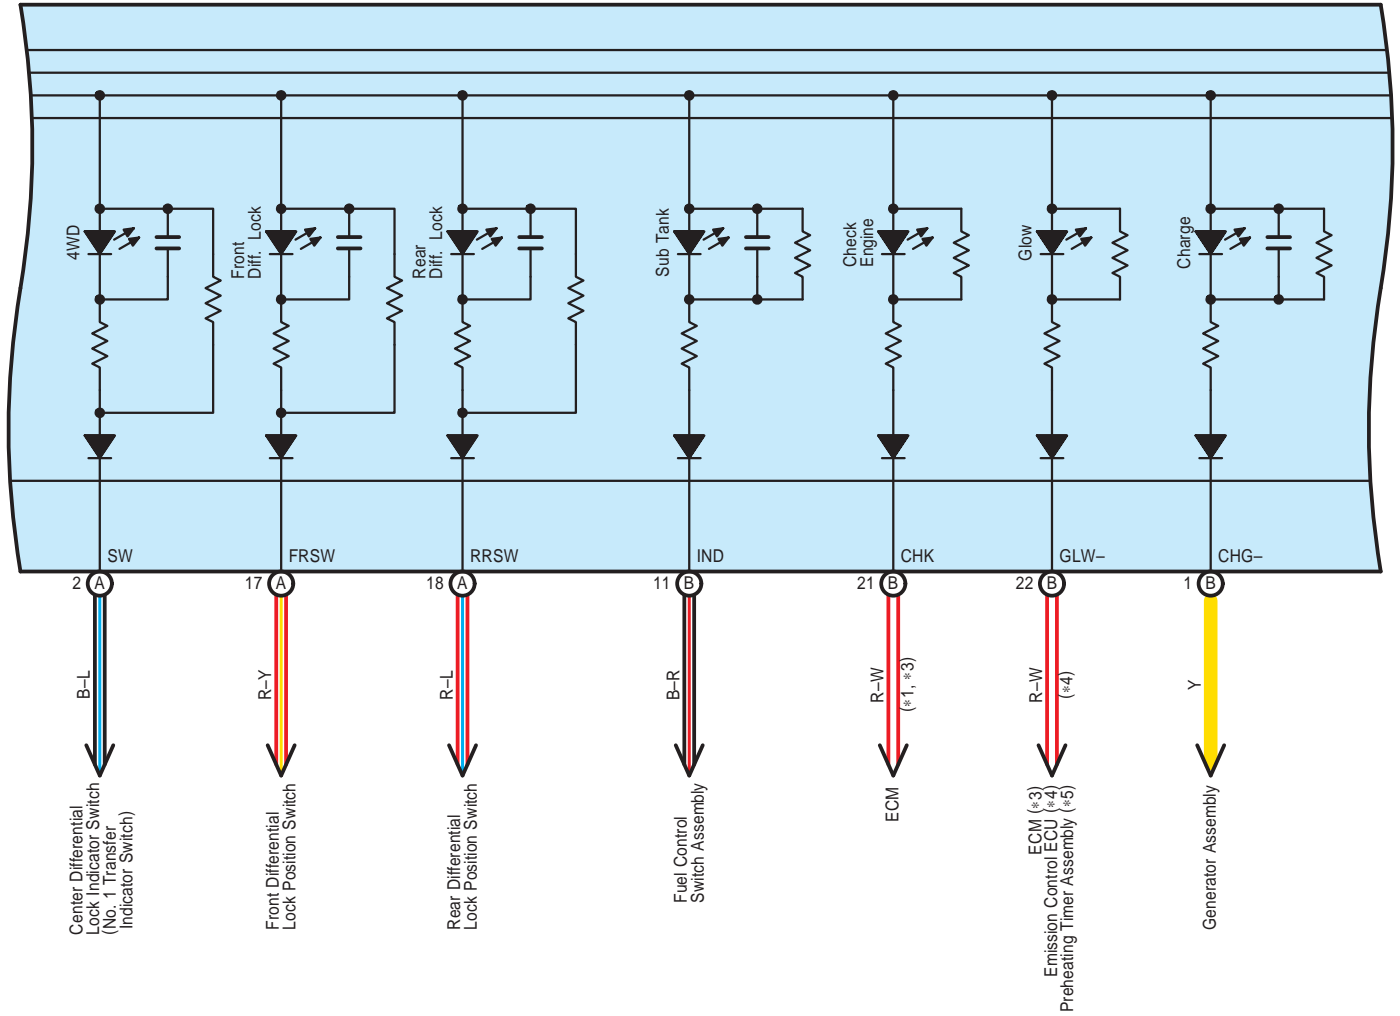 4WD
Front
Diff. Lock
Rear
Diff. Lock
Sub Tank
Check
Engine
Glow
Charge
SW
FRSW
RRSW
IND
CHK
GLW–
CHG–
2 A
17 A
18 A
11 B
21 B
22 B
1 B
B–L
R–Y
R–L
B–R
R–W
(*1, *3)
R–W
(*4)
Y
Center Differential
Lock Indicator Switch
(No. 1 Transfer
Indicator Switch)
Front Differential
Lock Position Switch
Rear Differential
Lock Position Switch
Fuel Control
Switch Assembly
ECM
ECM (*3)
Emission Control ECU (*4)
Preheating Timer Assembly (*5)
Generator Assembly